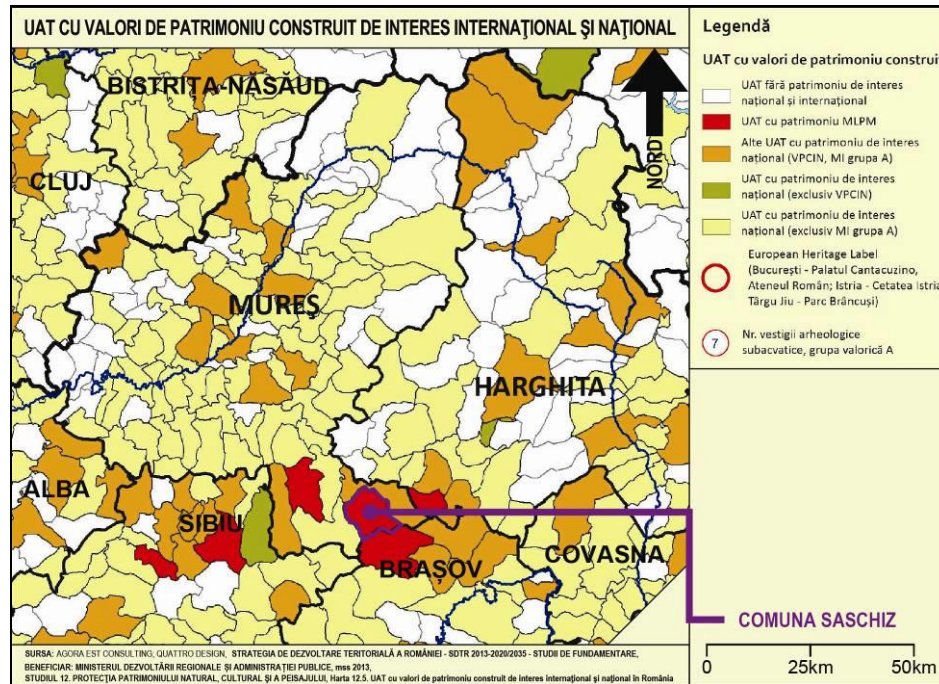 UAT CU VALORI DE PATRIMONIU CONSTRUIT DE INTERES INTERNAŢIONAL ŞI NAŢIONAL
BISTRIŢA-NĂSĂUD
CLUJ
MUREŞ
HARGHITA
ALBA
SIBIU
BRAŞOV
COVASNA
NORD
COMUNA SASCHIZ
Legendă
UAT cu valori de patrimoniu construit
UAT fără patrimoniu de interes
naţional şi internaţional
UAT cu patrimoniu MLPM
Alte UAT cu patrimoniu de interes
naţional (VPCIN, MI grupa A)
UAT cu patrimoniu de interes
naţional (exclusiv VPCIN)
UAT cu patrimoniu de interes
naţional (exclusiv MI grupa A)
European Heritage Label
(Bucureşti - Palatul Cantacuzino,
Ateneul Român; Istria - Cetatea Istria
Târgu Jiu - Parc Brâncuşi)
7
Nr. vestigii arheologice
subacvatice, grupa valorică A
0 25km 50km
SURSA: AGORA EST CONSULTING, QUATTRO DESIGN, STRATEGIA DE DEZVOLTARE TERITORIALĂ A ROMÂNIEI - SDTR 2013-2020/2035 - STUDII DE FUNDAMENTARE,
BENEFICIAR: MINISTERUL DEZVOLTĂRII REGIONALE ŞI ADMINISTRAŢIEI PUBLICE, mss 2013,
STUDIUL 12. PROTECŢIA PATRIMONIULUI NATURAL, CULTURAL ŞI A PEISAJULUI, Harta 12.5. UAT cu valori de patrimoniu construit de interes internaţional şi naţional în România